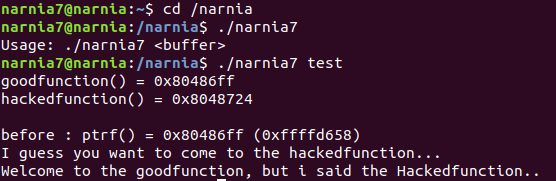 narnia7@narnia:~$ cd /narnia
narnia7@narnia:/narnia$ ./narnia7
Usage: ./narnia7 <buffer>
narnia7@narnia:/narnia$ ./narnia7 test
goodfunction() = 0x80486ff
hackedfunction() = 0x8048724

before : ptrf() = 0x80486ff (0xffffd658)
I guess you want to come to the hackedfunction...
Welcome to the goodfunction, but i said the Hackedfunction..